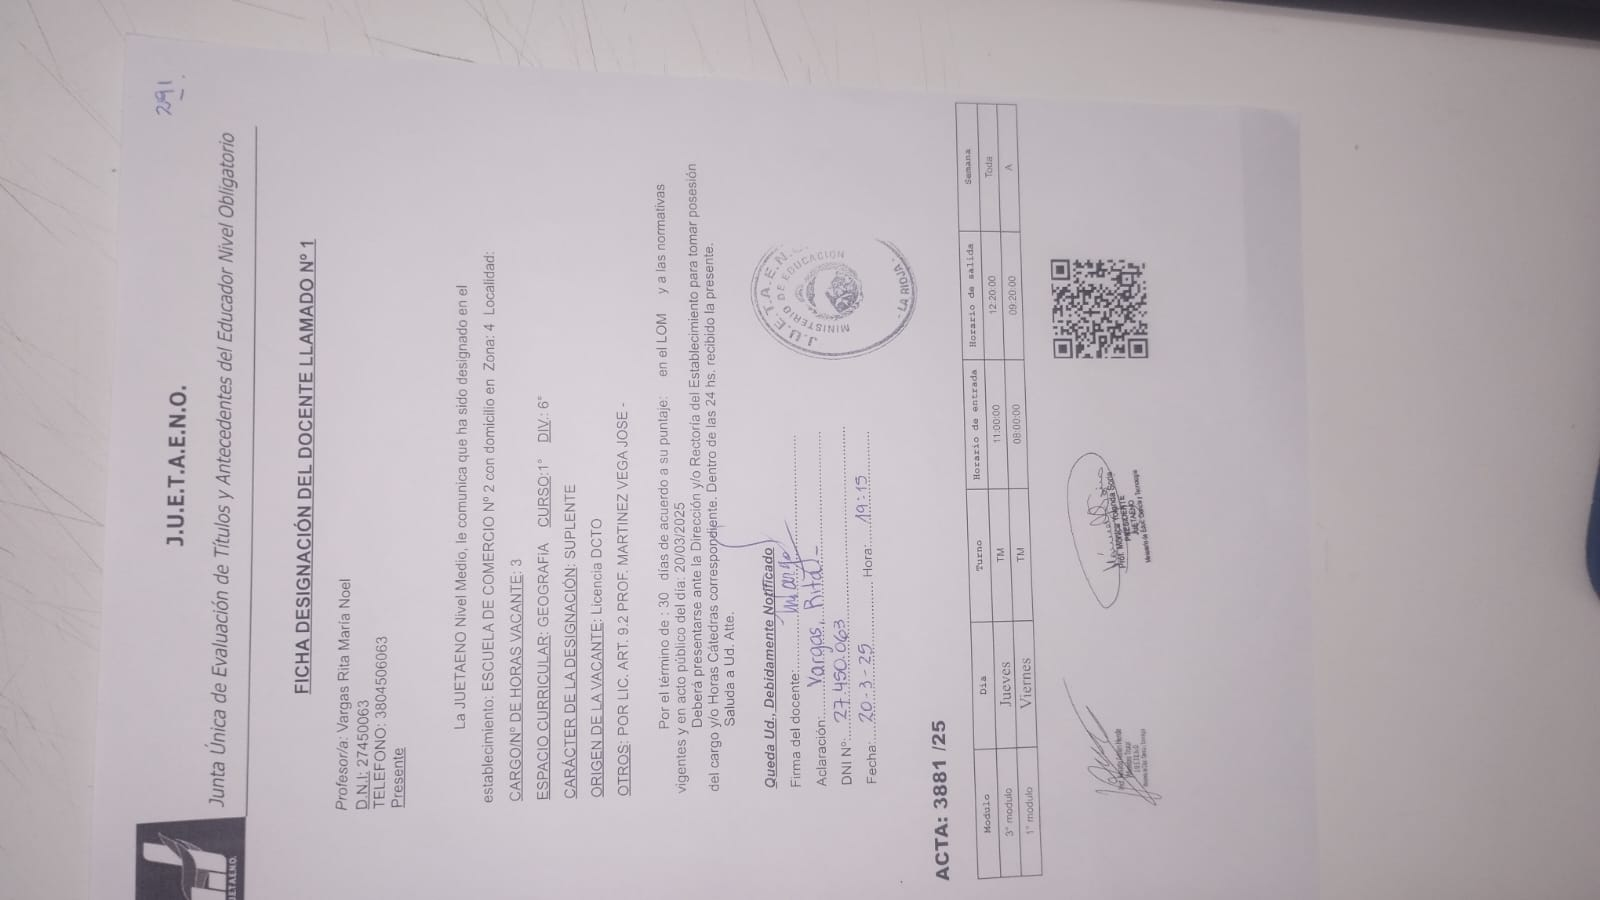 291
J.U.E.T.A.E.N.O.
Junta Única de Evaluación de Títulos y Antecedentes del Educador Nivel Obligatorio
JUETAENO.
FICHA DESIGNACIÓN DEL DOCENTE LLAMADO Nº 1
Profesor/a: Vargas Rita María Noel
D.N.I: 27450063
TELEFONO: 3804506063
Presente
La JUETAENO Nivel Medio, le comunica que ha sido designado en el
establecimiento: ESCUELA DE COMERCIO Nº 2 con domicilio en Zona: 4 Localidad:
CARGO/Nº DE HORAS VACANTE: 3
ESPACIO CURRICULAR: GEOGRAFIA CURSO:1° DIV.: 6°
CARÁCTER DE LA DESIGNACIÓN: SUPLENTE
ORIGEN DE LA VACANTE: Licencia DCTO
OTROS: POR LIC. ART. 9.2 PROF. MARTINEZ VEGA JOSE -
Por el término de : 30 días de acuerdo a su puntaje: en el LOM y a las normativas
vigentes y en acto público del día: 20/03/2025
Deberá presentarse ante la Dirección y/o Rectoría del Establecimiento para tomar posesión
del cargo y/o Horas Cátedras correspondiente. Dentro de las 24 hs. recibido la presente.
Saluda a Ud. Atte.
Queda Ud., Debidamente Notificado
Firma del docente:
Aclaración: Vargas, Rita -
DNI Nº: 27.450.063
Fecha: 20-3-25 Hora: 19:15
J.U.E.T.A.E.N.O.
MINISTERIO DE EDUCACIÓN
- LA RIOJA -
ACTA: 3881 /25
Modulo Dia Turno Horario de entrada Horario de salida Semana
3° modulo Jueves TM 11:00:00 12:20:00 Toda
1° modulo Viernes TM 08:00:00 09:20:00 A
PRESIDENTE
JUETAENO